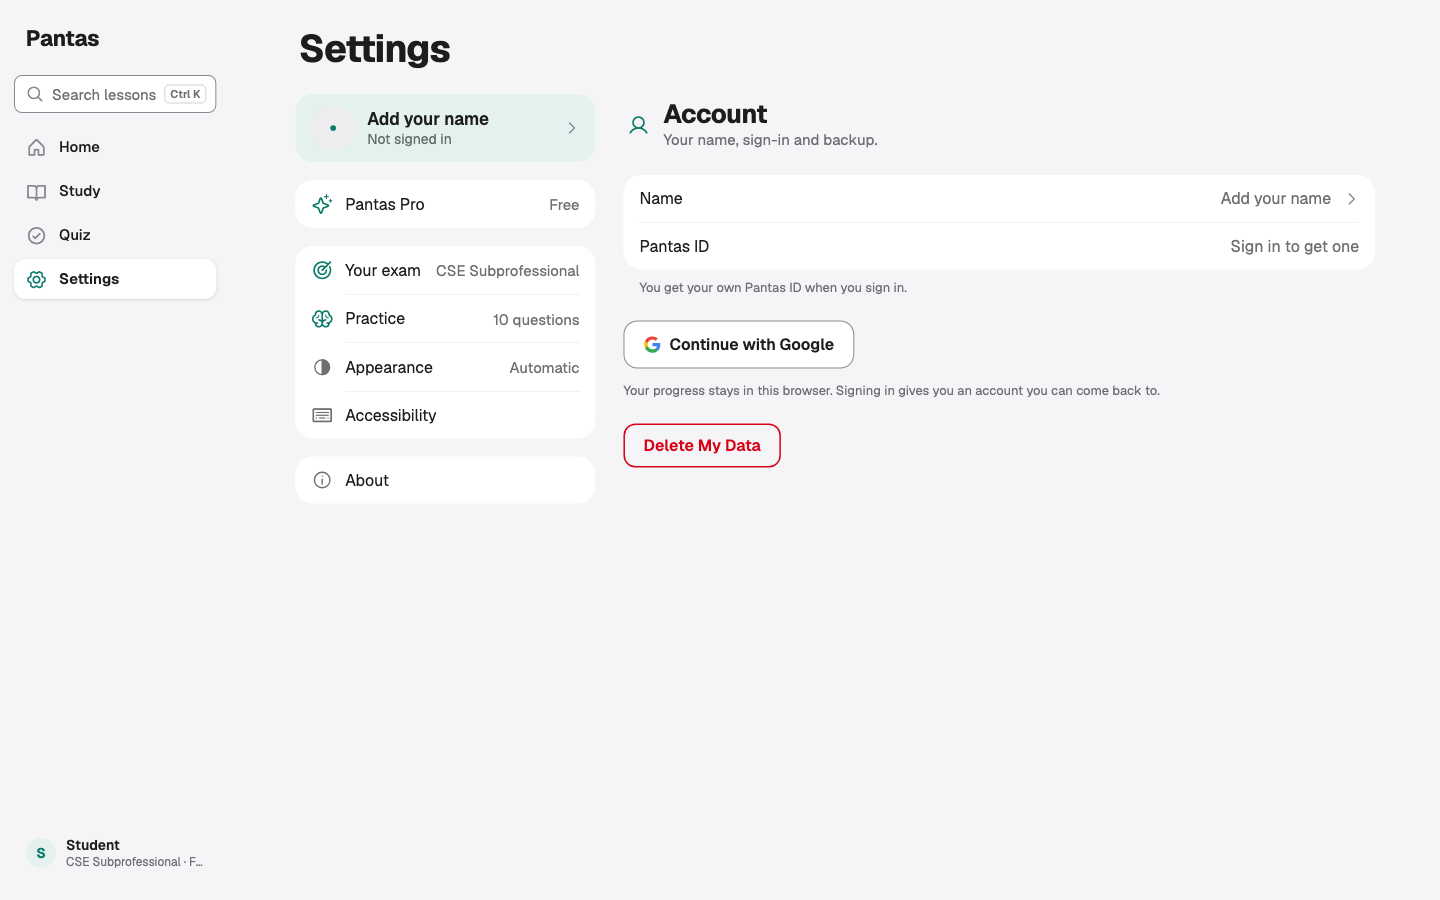 Pantas
Search lessons Ctrl K
Home
Study
Quiz
Settings
Student
CSE Subprofessional · F...
Settings
Add your name
Not signed in
Pantas Pro Free
Your exam CSE Subprofessional
Practice 10 questions
Appearance Automatic
Accessibility
About
Account
Your name, sign-in and backup.
Name Add your name
Pantas ID Sign in to get one
You get your own Pantas ID when you sign in.
Continue with Google
Your progress stays in this browser. Signing in gives you an account you can come back to.
Delete My Data
S